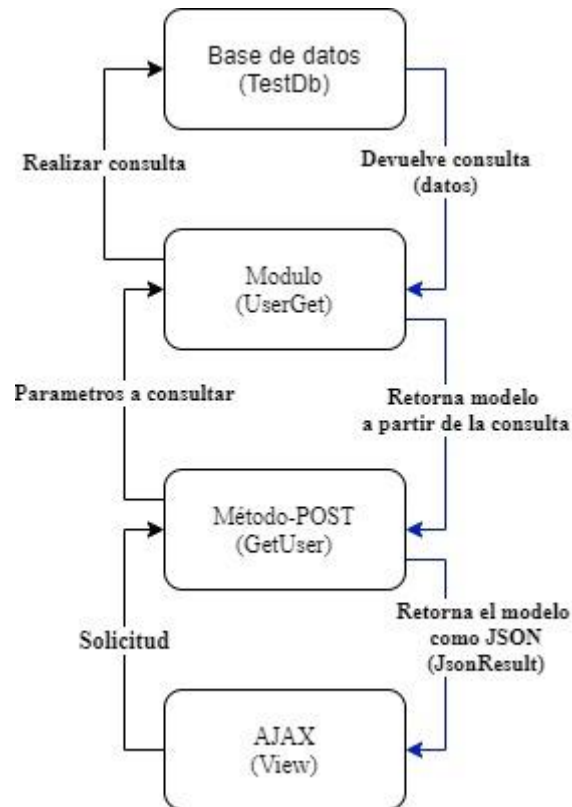 Base de datos
(TestDb)
Realizar consulta
Devuelve consulta
(datos)
Modulo
(UserGet)
Parametros a consultar
Retorna modelo
a partir de la consulta
Método-POST
(GetUser)
Solicitud
Retorna el modelo
como JSON
(JsonResult)
AJAX
(View)